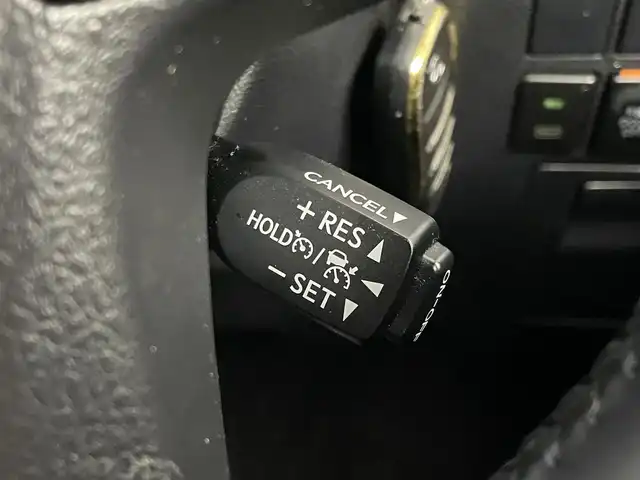 CANCEL▼
+ RES ▲
HOLD /
− SET ▼
ON-OFF